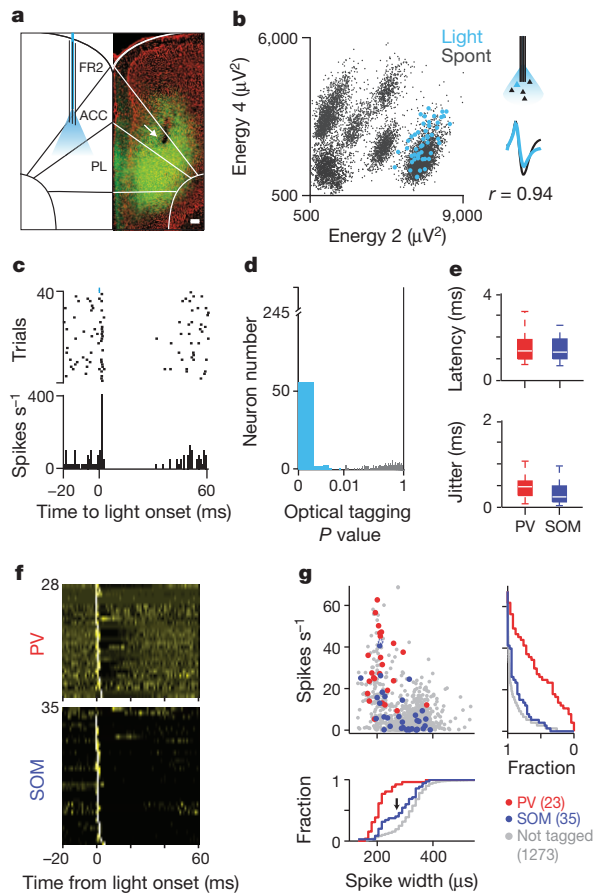 a
FR2
ACC
PL
b
6,000
Energy 4 (µV²)
500
500
9,000
Energy 2 (µV²)
Light
Spont
r = 0.94
c
40
Trials
0
400
Spikes s⁻¹
0
−20
0
60
Time to light onset (ms)
d
245
Neuron number
50
0
0
0.01
1
Optical tagging
P value
e
4
Latency (ms)
0
2
Jitter (ms)
0
PV
SOM
f
28
PV
35
SOM
−20
0
60
Time from light onset (ms)
g
60
40
20
0
Spikes s⁻¹
1
0
Fraction
1
Fraction
0
200
400
Spike width (µs)
PV (23)
SOM (35)
Not tagged
(1273)